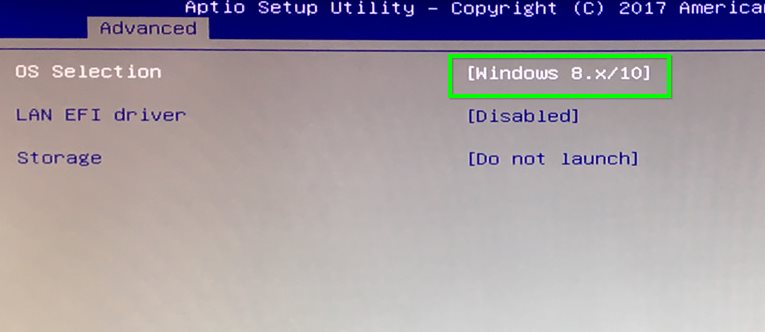 Aptio Setup Utility – Copyright (C) 2017 America
Advanced
OS Selection [Windows 8.x/10]
LAN EFI driver [Disabled]
Storage [Do not launch]